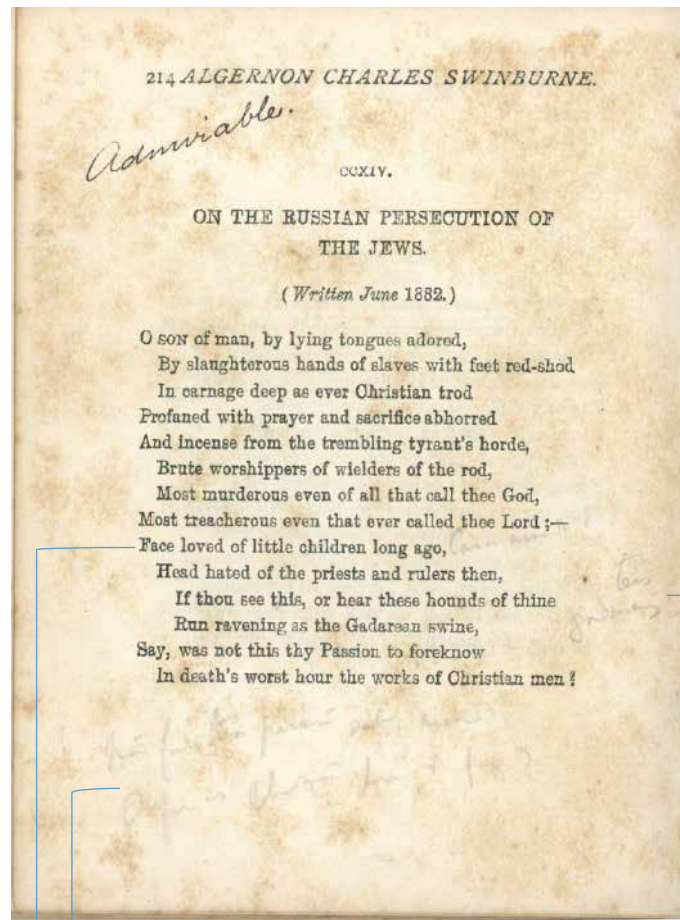 214 ALGERNON CHARLES SWINBURNE.
Admirable.
CCXIV.
ON THE RUSSIAN PERSECUTION OF
THE JEWS.
(Written June 1882.)
O SON of man, by lying tongues adored,
By slaughterous hands of slaves with feet red-shod
In carnage deep as ever Christian trod
Profaned with prayer and sacrifice abhorred
And incense from the trembling tyrant's horde,
Brute worshippers of wielders of the rod,
Most murderous even of all that call thee God,
Most treacherous even that ever called thee Lord;—
Face loved of little children long ago,
Head hated of the priests and rulers then,
If thou see this, or hear these hounds of thine
Run ravening as the Gadarean swine,
Say, was not this thy Passion to foreknow
In death's worst hour the works of Christian men?